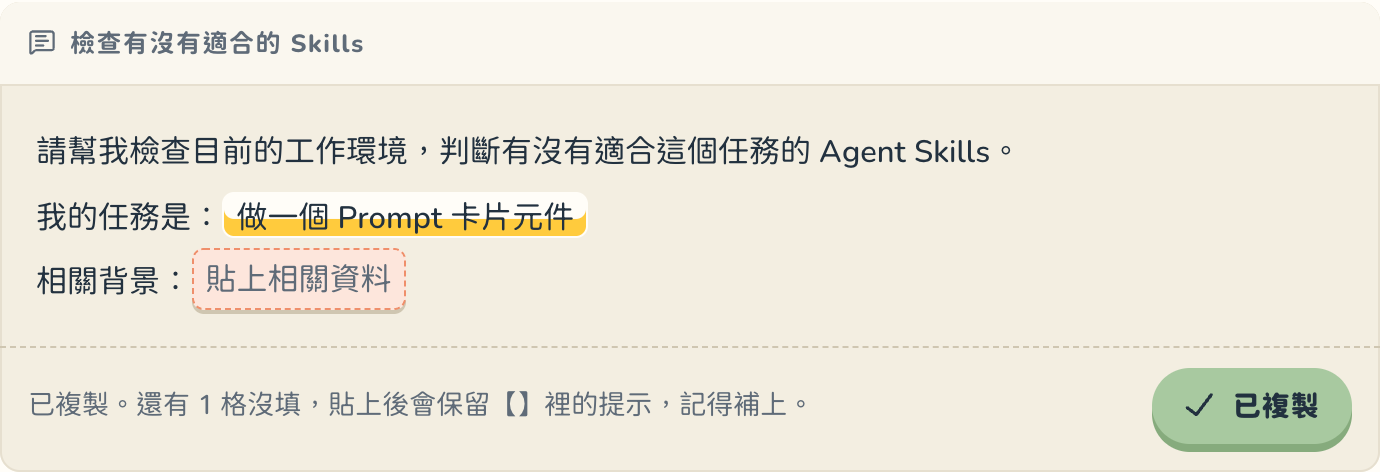 檢查有沒有適合的 Skills
請幫我檢查目前的工作環境，判斷有沒有適合這個任務的 Agent Skills。
我的任務是：做一個 Prompt 卡片元件
相關背景：貼上相關資料
已複製。還有 1 格沒填，貼上後會保留【】裡的提示，記得補上。
已複製